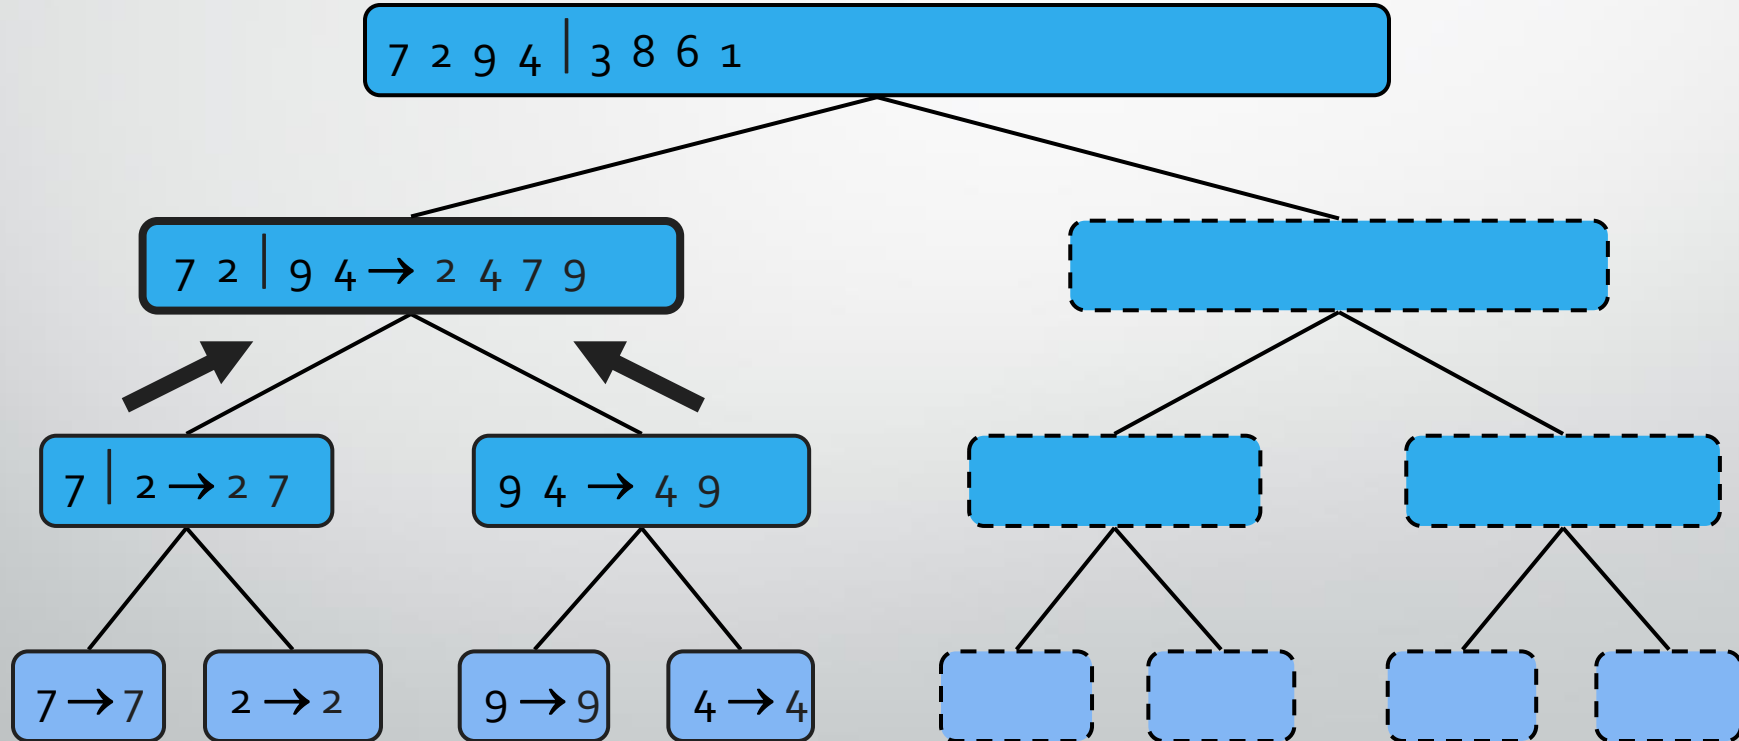 7 2 9 4 | 3 8 6 1
7 2 | 9 4 → 2 4 7 9
7 | 2 → 2 7
9 4 → 4 9
7 → 7
2 → 2
9 → 9
4 → 4